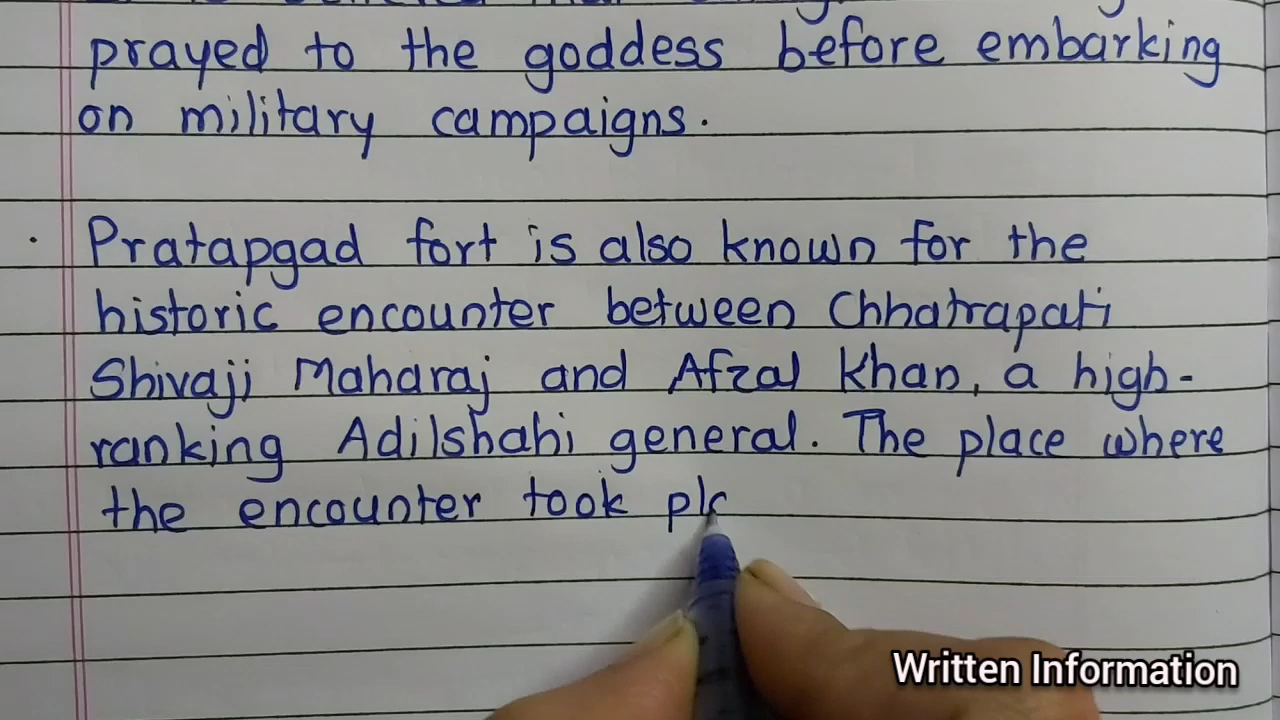 prayed to the goddess before embarking
on military campaigns.
• Pratapgad fort is also known for the
historic encounter between Chhatrapati
Shivaji Maharaj and Afzal Khan, a high-
ranking Adilshahi general. The place where
the encounter took pla
Written Information